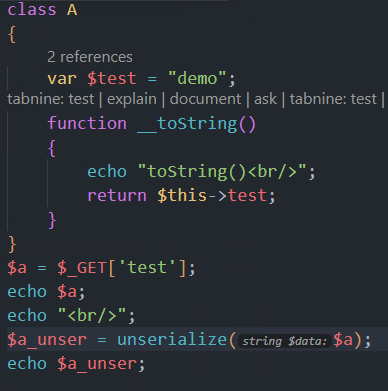 class A
{
2 references
var $test = "demo";
tabnine: test | explain | document | ask | tabnine: test |
function __toString()
{
echo "toString()<br/>";
return $this->test;
}
}
$a = $_GET['test'];
echo $a;
echo "<br/>";
$a_unser = unserialize(string $data:$a);
echo $a_unser;